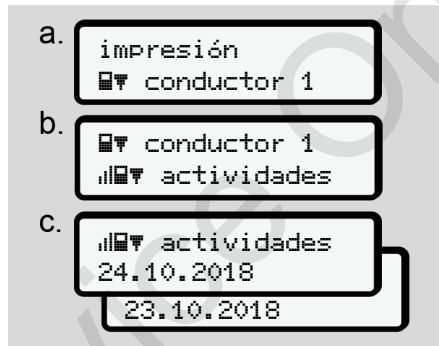 a.
impresión
▼ conductor 1
b.
▼ conductor 1
▼ actividades
c.
▼ actividades
24.10.2018
23.10.2018